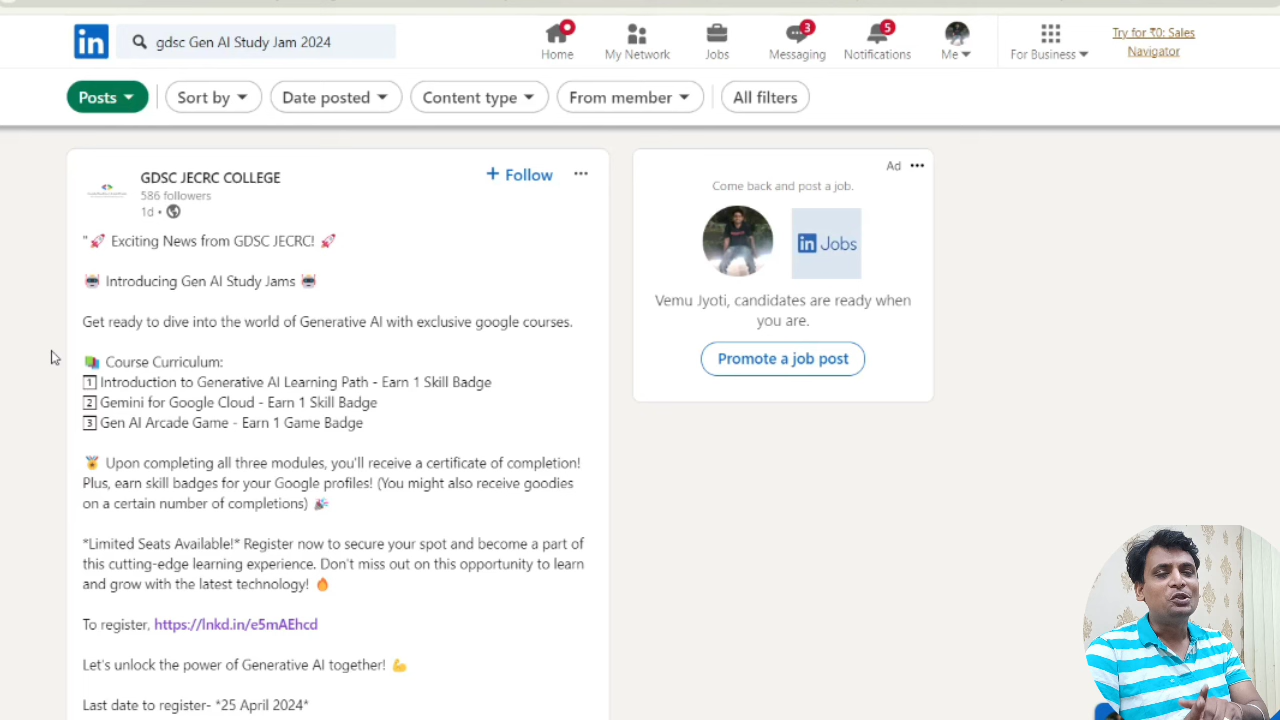 in
gdsc Gen AI Study Jam 2024
Home
My Network
Jobs
3
Messaging
5
Notifications
Me
For Business
Try for ₹0: Sales
Navigator
Posts
Sort by
Date posted
Content type
From member
All filters
GDSC JECRC COLLEGE
586 followers
1d •
+ Follow
"🚀 Exciting News from GDSC JECRC! 🚀
🤖 Introducing Gen AI Study Jams 🤖
Get ready to dive into the world of Generative AI with exclusive google courses.
📚 Course Curriculum:
1 Introduction to Generative AI Learning Path - Earn 1 Skill Badge
2 Gemini for Google Cloud - Earn 1 Skill Badge
3 Gen AI Arcade Game - Earn 1 Game Badge
🏅 Upon completing all three modules, you'll receive a certificate of completion!
Plus, earn skill badges for your Google profiles! (You might also receive goodies
on a certain number of completions) 🎉
*Limited Seats Available!* Register now to secure your spot and become a part of
this cutting-edge learning experience. Don't miss out on this opportunity to learn
and grow with the latest technology! 🔥
To register, https://lnkd.in/e5mAEhcd
Let's unlock the power of Generative AI together! 💪
Last date to register- *25 April 2024*
Ad
Come back and post a job.
in Jobs
Vemu Jyoti, candidates are ready when
you are.
Promote a job post